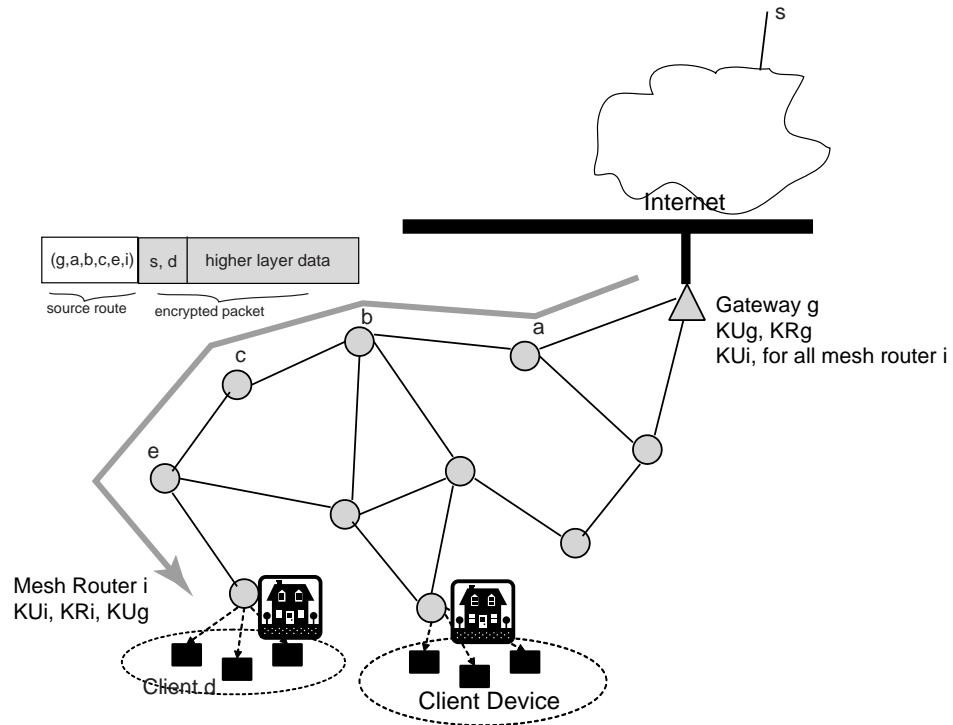 s
Internet
(g,a,b,c,e,i) s, d higher layer data
source route encrypted packet
Gateway g
KUg, KRg
KUi, for all mesh router i
b
a
c
e
Mesh Router i
KUi, KRi, KUg
Client d
Client Device